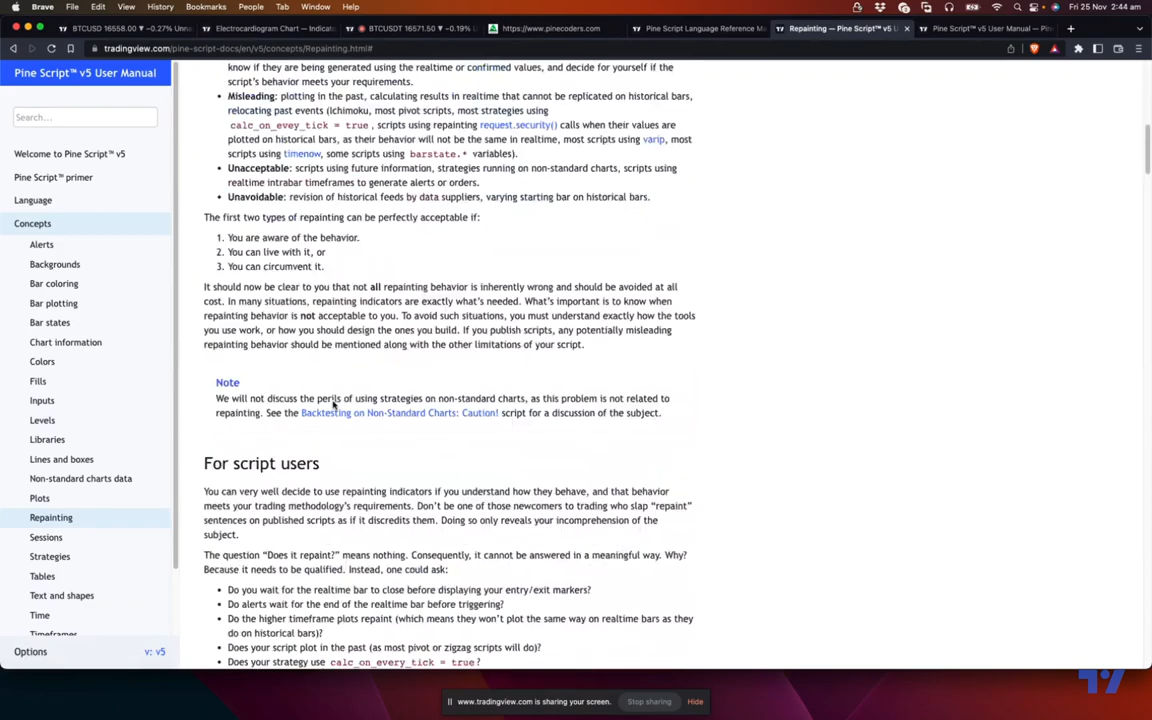 Brave File Edit View History Bookmarks People Tab Window Help
Fri 25 Nov 2:44 am
BTCUSD 16558.00 ▼ −0.27% Unn
Electrocardiogram Chart — Indicat
BTCUSDT 16571.50 ▼ −0.19% U
https://www.pinecoders.com
Pine Script Language Reference M
Repainting — Pine Script™ v5 U
Pine Script™ v5 User Manual — Pi
tradingview.com/pine-script-docs/en/v5/concepts/Repainting.html#
Pine Script™ v5 User Manual
Search...
Welcome to Pine Script™ v5
Pine Script™ primer
Language
Concepts
Alerts
Backgrounds
Bar coloring
Bar plotting
Bar states
Chart information
Colors
Fills
Inputs
Levels
Libraries
Lines and boxes
Non-standard charts data
Plots
Repainting
Sessions
Strategies
Tables
Text and shapes
Time
Timeframes
Options v: v5
know if they are being generated using the realtime or confirmed values, and decide for yourself if the
script's behavior meets your requirements.
• Misleading: plotting in the past, calculating results in realtime that cannot be replicated on historical bars,
relocating past events (Ichimoku, most pivot scripts, most strategies using
calc_on_evey_tick = true, scripts using repainting request.security() calls when their values are
plotted on historical bars, as their behavior will not be the same in realtime, most scripts using varip, most
scripts using timenow, some scripts using barstate.* variables).
• Unacceptable: scripts using future information, strategies running on non-standard charts, scripts using
realtime intrabar timeframes to generate alerts or orders.
• Unavoidable: revision of historical feeds by data suppliers, varying starting bar on historical bars.
The first two types of repainting can be perfectly acceptable if:
1. You are aware of the behavior.
2. You can live with it, or
3. You can circumvent it.
It should now be clear to you that not all repainting behavior is inherently wrong and should be avoided at all
cost. In many situations, repainting indicators are exactly what's needed. What's important is to know when
repainting behavior is not acceptable to you. To avoid such situations, you must understand exactly how the tools
you use work, or how you should design the ones you build. If you publish scripts, any potentially misleading
repainting behavior should be mentioned along with the other limitations of your script.
Note
We will not discuss the perils of using strategies on non-standard charts, as this problem is not related to
repainting. See the Backtesting on Non-Standard Charts: Caution! script for a discussion of the subject.
For script users
You can very well decide to use repainting indicators if you understand how they behave, and that behavior
meets your trading methodology's requirements. Don't be one of those newcomers to trading who slap “repaint”
sentences on published scripts as if it discredits them. Doing so only reveals your incomprehension of the
subject.
The question “Does it repaint?” means nothing. Consequently, it cannot be answered in a meaningful way. Why?
Because it needs to be qualified. Instead, one could ask:
• Do you wait for the realtime bar to close before displaying your entry/exit markers?
• Do alerts wait for the end of the realtime bar before triggering?
• Do the higher timeframe plots repaint (which means they won't plot the same way on realtime bars as they
do on historical bars)?
• Does your script plot in the past (as most pivot or zigzag scripts will do)?
• Does your strategy use calc_on_every_tick = true?
www.tradingview.com is sharing your screen. Stop sharing Hide